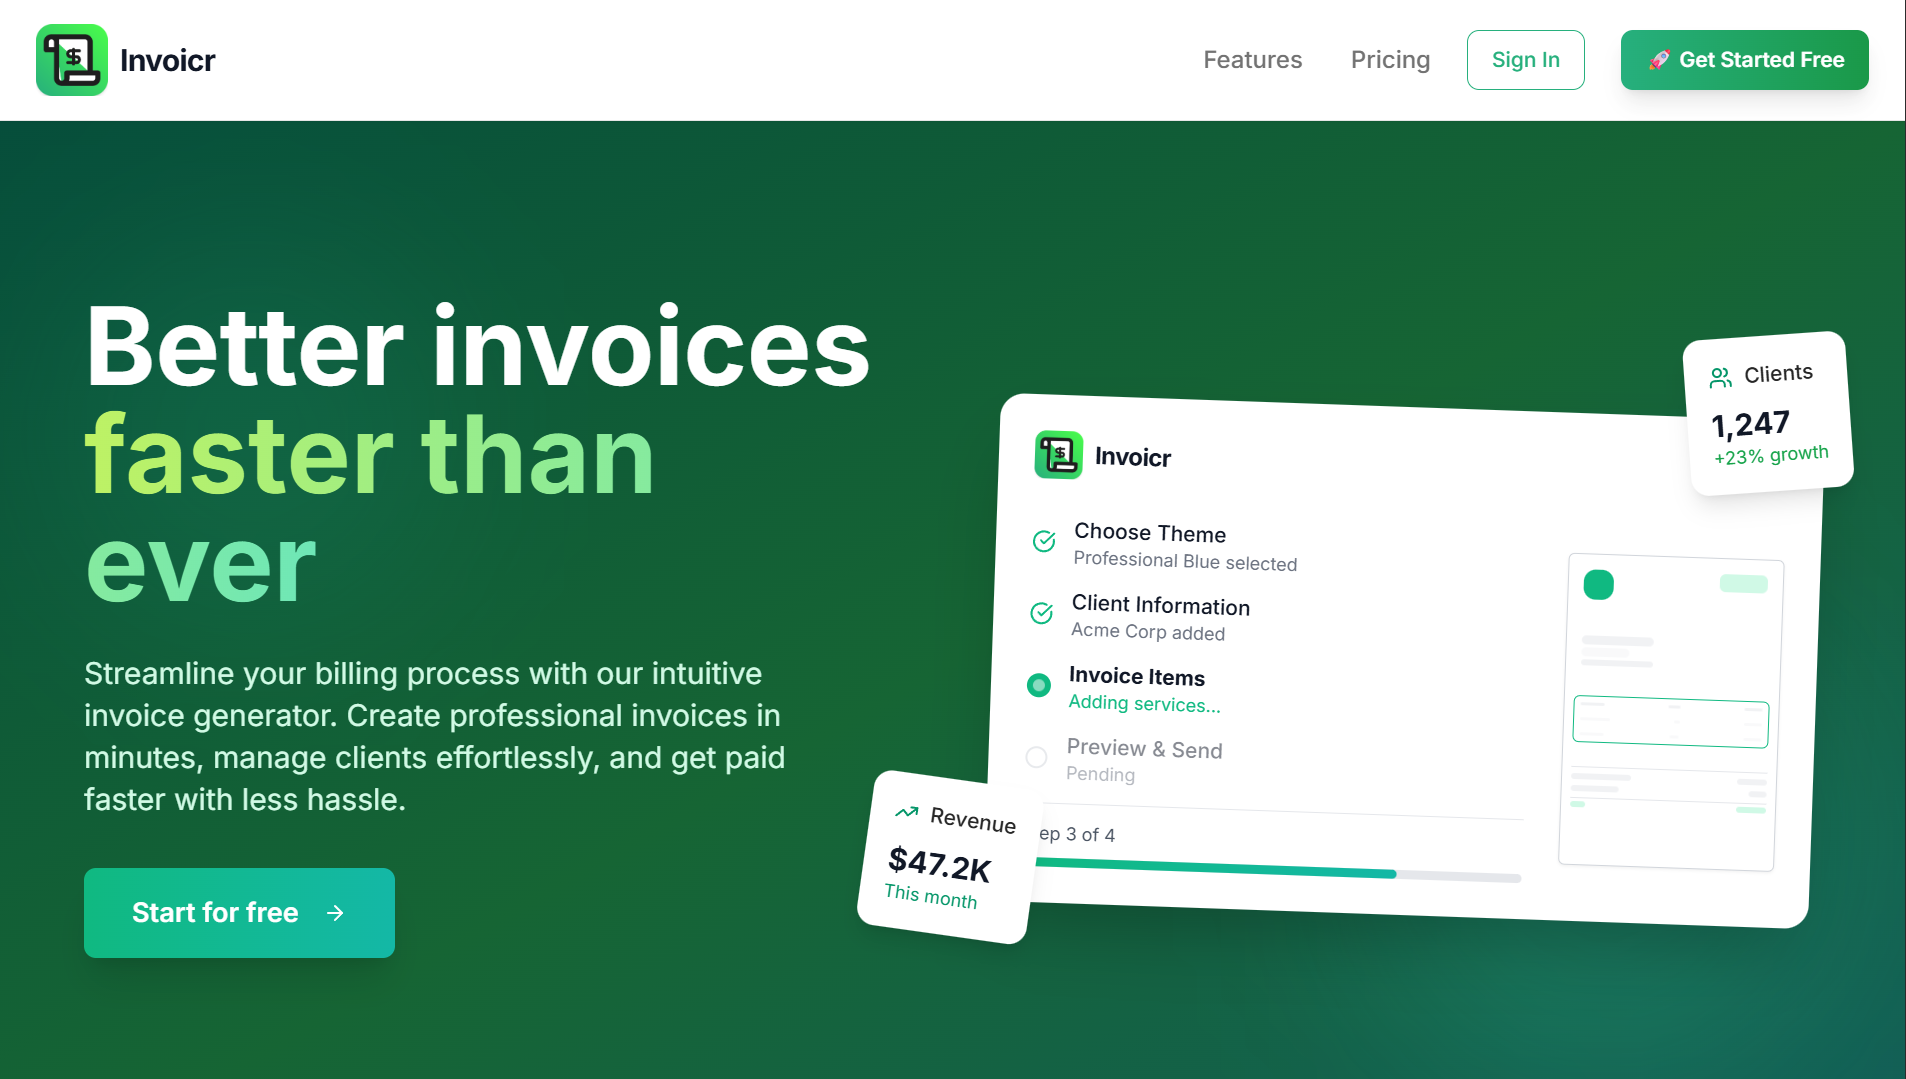 $
Invoicr
Features
Pricing
Sign In
🚀 Get Started Free
Better invoices
faster than
ever
Streamline your billing process with our intuitive
invoice generator. Create professional invoices in
minutes, manage clients effortlessly, and get paid
faster with less hassle.
Start for free →
Clients
1,247
+23% growth
$
Invoicr
Choose Theme
Professional Blue selected
Client Information
Acme Corp added
Invoice Items
Adding services...
Preview & Send
Pending
ep 3 of 4
Revenue
$47.2K
This month